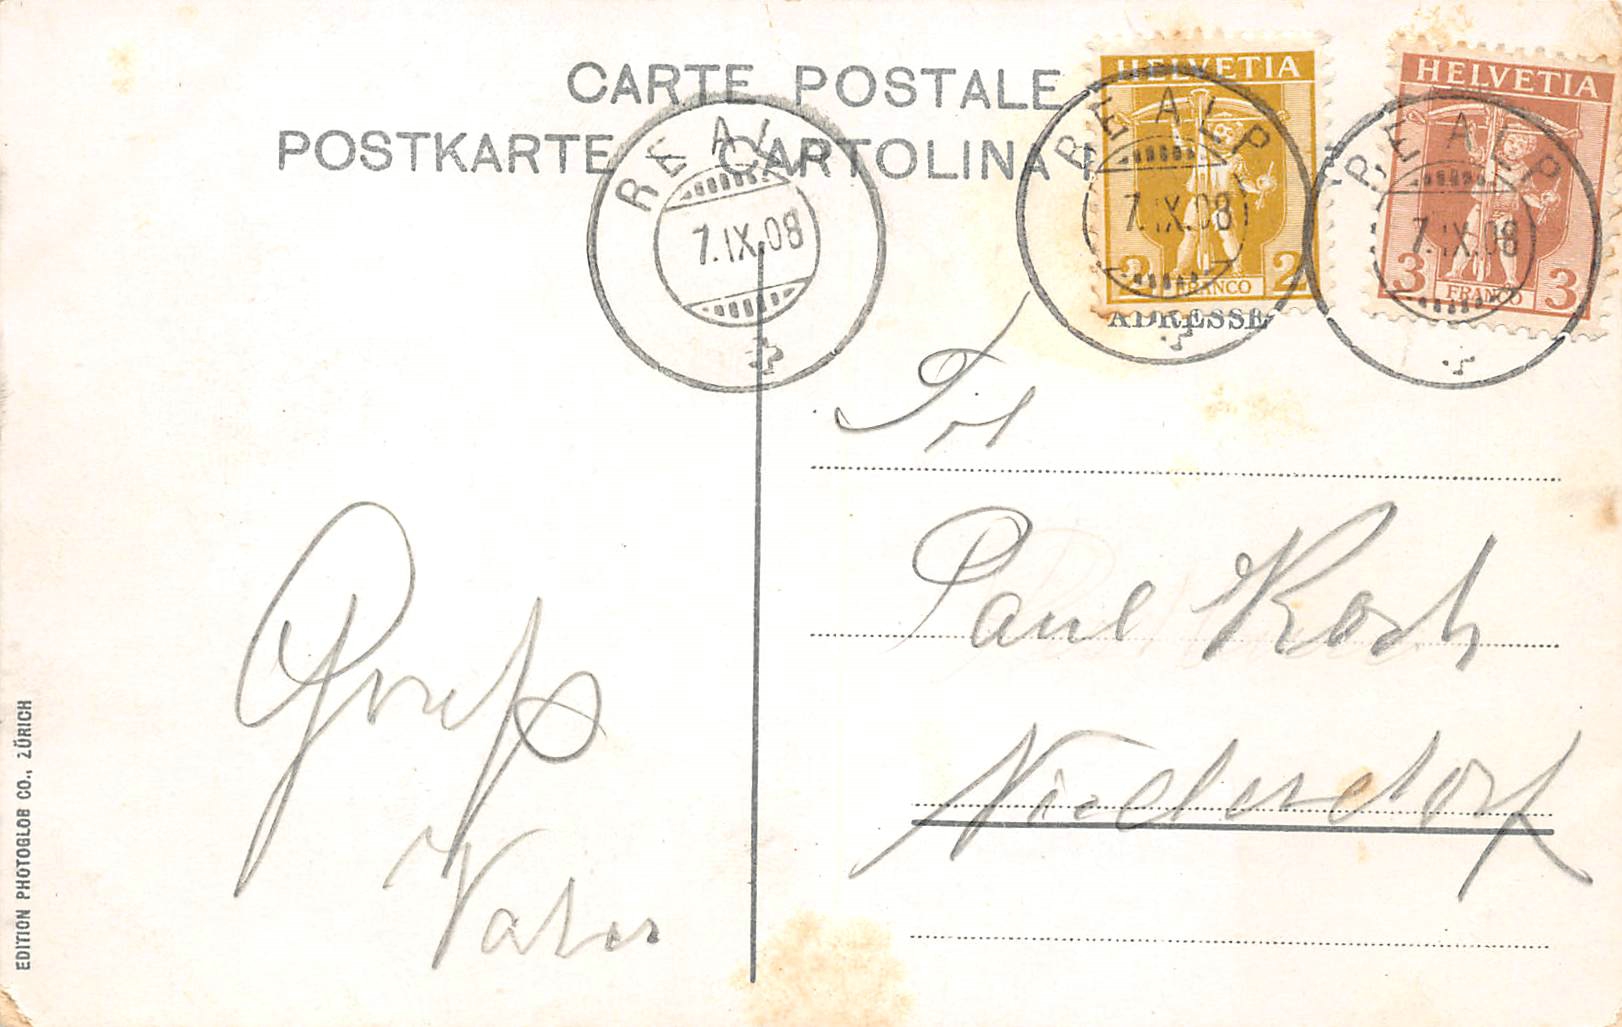 CARTE POSTALE
POSTKARTE CARTOLINA
REALP
7.IX.08
HELVETIA
REALP
7.IX.08
2 FRANCO 2
HELVETIA
REALP
7.IX.08
3 FRANCO 3
ADRESSE
Paul Koch
Niederdorf
Gruß
Vater
EDITION PHOTOGLOB CO., ZÜRICH